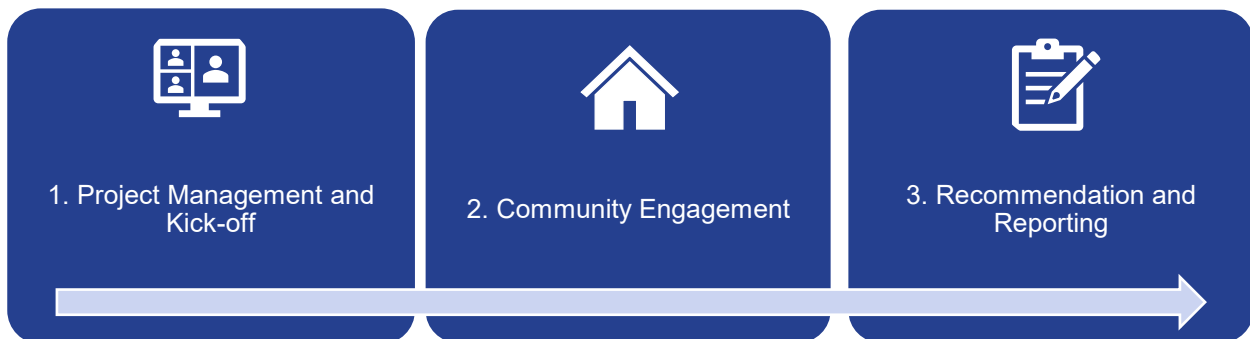 1. Project Management and
Kick-off
2. Community Engagement
3. Recommendation and
Reporting